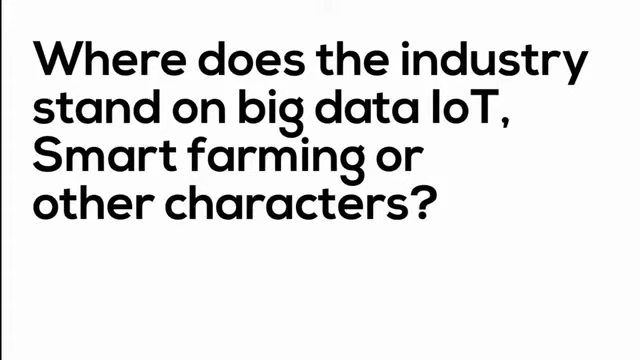 Where does the industry
stand on big data IoT,
Smart farming or
other characters?